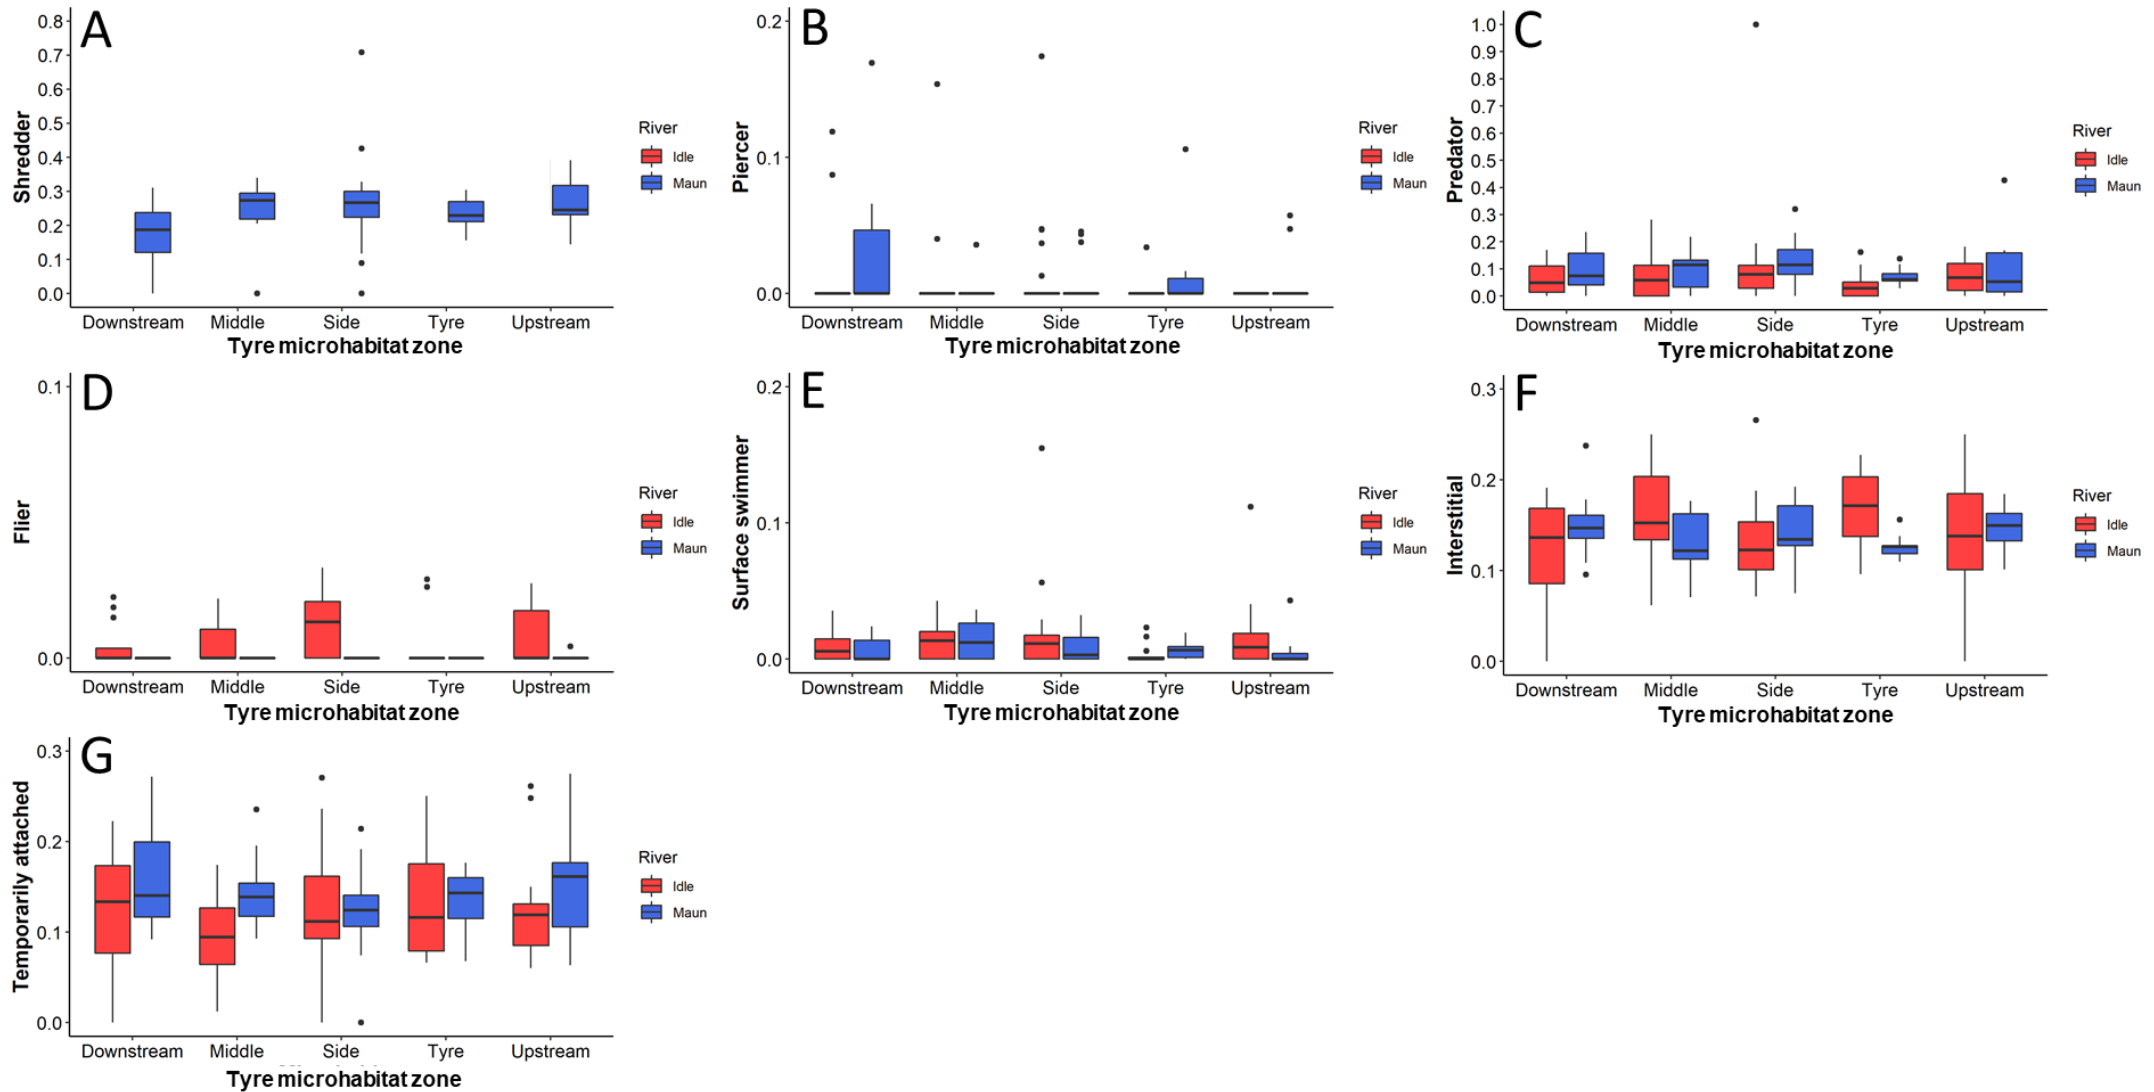 A
Shredder
0.8
0.7
0.6
0.5
0.4
0.3
0.2
0.1
0.0
Downstream Middle Side Tyre Upstream
Tyre microhabitat zone
River
Idle
Maun
B
Piercer
0.2
0.1
0.0
Downstream Middle Side Tyre Upstream
Tyre microhabitat zone
River
Idle
Maun
C
Predator
1.0
0.9
0.8
0.7
0.6
0.5
0.4
0.3
0.2
0.1
0.0
Downstream Middle Side Tyre Upstream
Tyre microhabitat zone
River
Idle
Maun
D
Flier
0.1
0.0
Downstream Middle Side Tyre Upstream
Tyre microhabitat zone
River
Idle
Maun
E
Surface swimmer
0.2
0.1
0.0
Downstream Middle Side Tyre Upstream
Tyre microhabitat zone
River
Idle
Maun
F
Interstitial
0.3
0.2
0.1
0.0
Downstream Middle Side Tyre Upstream
Tyre microhabitat zone
River
Idle
Maun
G
Temporarily attached
0.3
0.2
0.1
0.0
Downstream Middle Side Tyre Upstream
Tyre microhabitat zone
River
Idle
Maun